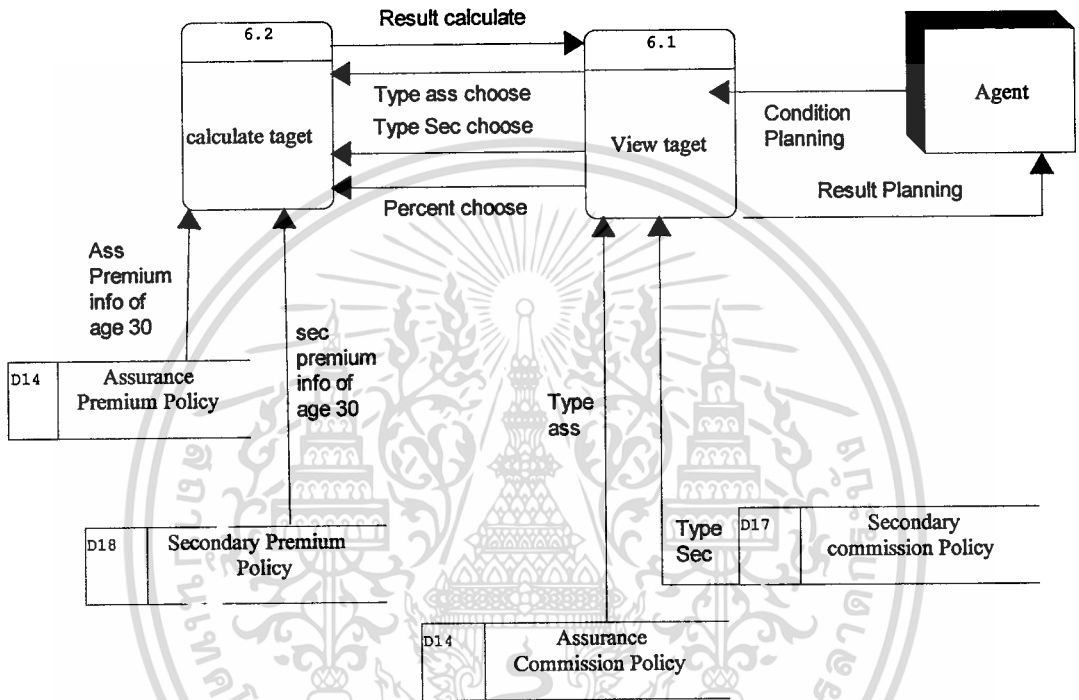 Result calculate
6.2
6.1
Type ass choose
Type Sec choose
calculate taget
View taget
Percent choose
Condition
Planning
Agent
Result Planning
Ass
Premium
info of
age 30
sec
premium
info of
age 30
D14
Assurance
Premium Policy
Type
ass
D18
Secondary Premium
Policy
Type
Sec
D17
Secondary
commission Policy
D14
Assurance
Commission Policy